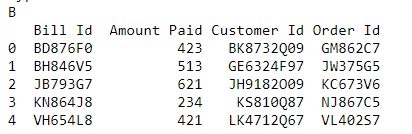 B
Bill Id Amount Paid Customer Id Order Id
0 BD876F0 423 BK8732Q09 GM862C7
1 BH846V5 513 GE6324F97 JW375G5
2 JB793G7 621 JH9182O09 KC673V6
3 KN864J8 234 KS810Q87 NJ867C5
4 VH654L8 421 LK4712Q67 VL402S7